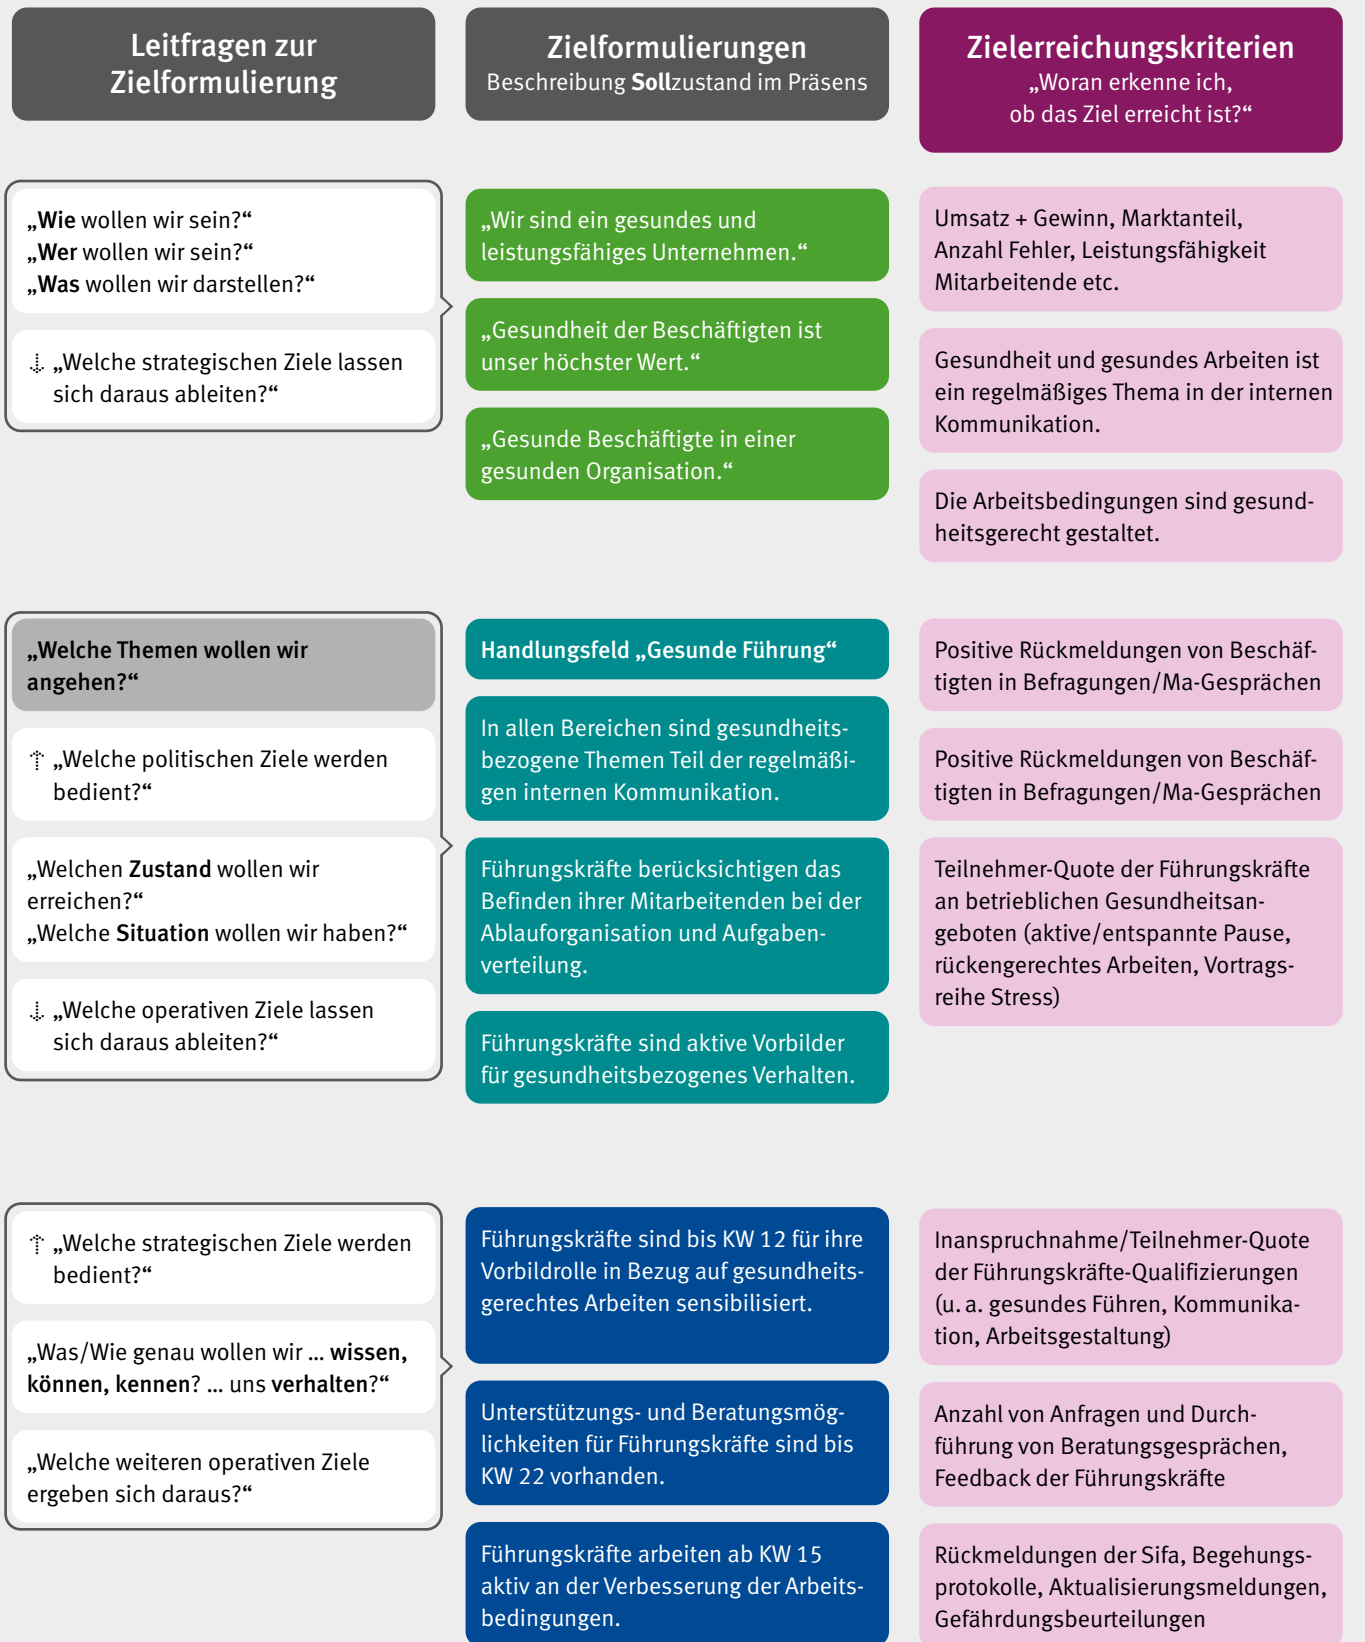 Leitfragen zur
Zielformulierung
Zielformulierungen
Beschreibung Sollzustand im Präsens
Zielerreichungskriterien
„Woran erkenne ich,
ob das Ziel erreicht ist?“
„Wie wollen wir sein?“
„Wer wollen wir sein?“
„Was wollen wir darstellen?“
„Welche strategischen Ziele lassen
sich daraus ableiten?“
„Wir sind ein gesundes und
leistungsfähiges Unternehmen.“
„Gesundheit der Beschäftigten ist
unser höchster Wert.“
„Gesunde Beschäftigte in einer
gesunden Organisation.“
Umsatz + Gewinn, Marktanteil,
Anzahl Fehler, Leistungsfähigkeit
Mitarbeitende etc.
Gesundheit und gesundes Arbeiten ist
ein regelmäßiges Thema in der internen
Kommunikation.
Die Arbeitsbedingungen sind gesund-
heitsgerecht gestaltet.
„Welche Themen wollen wir
angehen?“
„Welche politischen Ziele werden
bedient?“
„Welchen Zustand wollen wir
erreichen?“
„Welche Situation wollen wir haben?“
„Welche operativen Ziele lassen
sich daraus ableiten?“
Handlungsfeld „Gesunde Führung“
In allen Bereichen sind gesundheits-
bezogene Themen Teil der regelmäßi-
gen internen Kommunikation.
Führungskräfte berücksichtigen das
Befinden ihrer Mitarbeitenden bei der
Ablauforganisation und Aufgaben-
verteilung.
Führungskräfte sind aktive Vorbilder
für gesundheitsbezogenes Verhalten.
Positive Rückmeldungen von Beschäf-
tigten in Befragungen/Ma-Gesprächen
Positive Rückmeldungen von Beschäf-
tigten in Befragungen/Ma-Gesprächen
Teilnehmer-Quote der Führungskräfte
an betrieblichen Gesundheitsan-
geboten (aktive/entspannte Pause,
rückengerechtes Arbeiten, Vortrags-
reihe Stress)
„Welche strategischen Ziele werden
bedient?“
„Was/Wie genau wollen wir ... wissen,
können, kennen? ... uns verhalten?“
„Welche weiteren operativen Ziele
ergeben sich daraus?“
Führungskräfte sind bis KW 12 für ihre
Vorbildrolle in Bezug auf gesundheits-
gerechtes Arbeiten sensibilisiert.
Unterstützungs- und Beratungsmög-
lichkeiten für Führungskräfte sind bis
KW 22 vorhanden.
Führungskräfte arbeiten ab KW 15
aktiv an der Verbesserung der Arbeits-
bedingungen.
Inanspruchnahme/Teilnehmer-Quote
der Führungskräfte-Qualifizierungen
(u. a. gesundes Führen, Kommunika-
tion, Arbeitsgestaltung)
Anzahl von Anfragen und Durch-
führung von Beratungsgesprächen,
Feedback der Führungskräfte
Rückmeldungen der Sifa, Begehungs-
protokolle, Aktualisierungsmeldungen,
Gefährdungsbeurteilungen